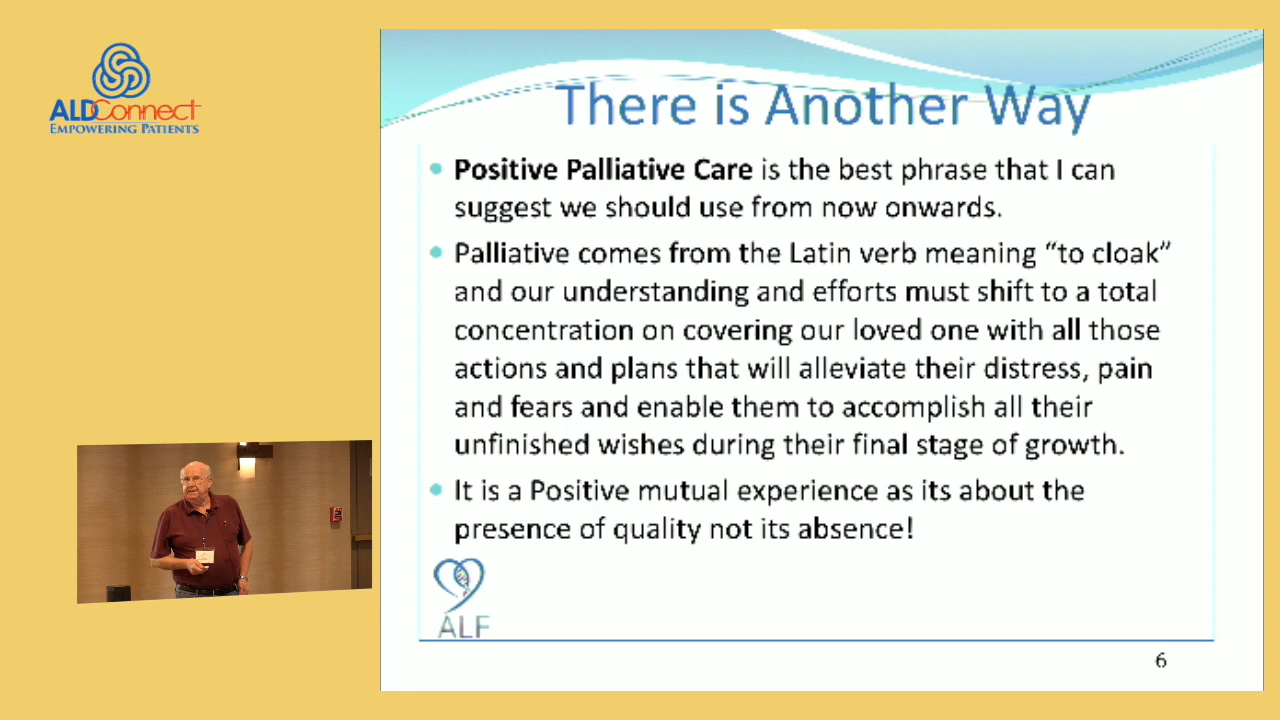 ALDConnect
EMPOWERING PATIENTS
There is Another Way
Positive Palliative Care is the best phrase that I can
suggest we should use from now onwards.
Palliative comes from the Latin verb meaning “to cloak”
and our understanding and efforts must shift to a total
concentration on covering our loved one with all those
actions and plans that will alleviate their distress, pain
and fears and enable them to accomplish all their
unfinished wishes during their final stage of growth.
It is a Positive mutual experience as its about the
presence of quality not its absence!
ALF
6